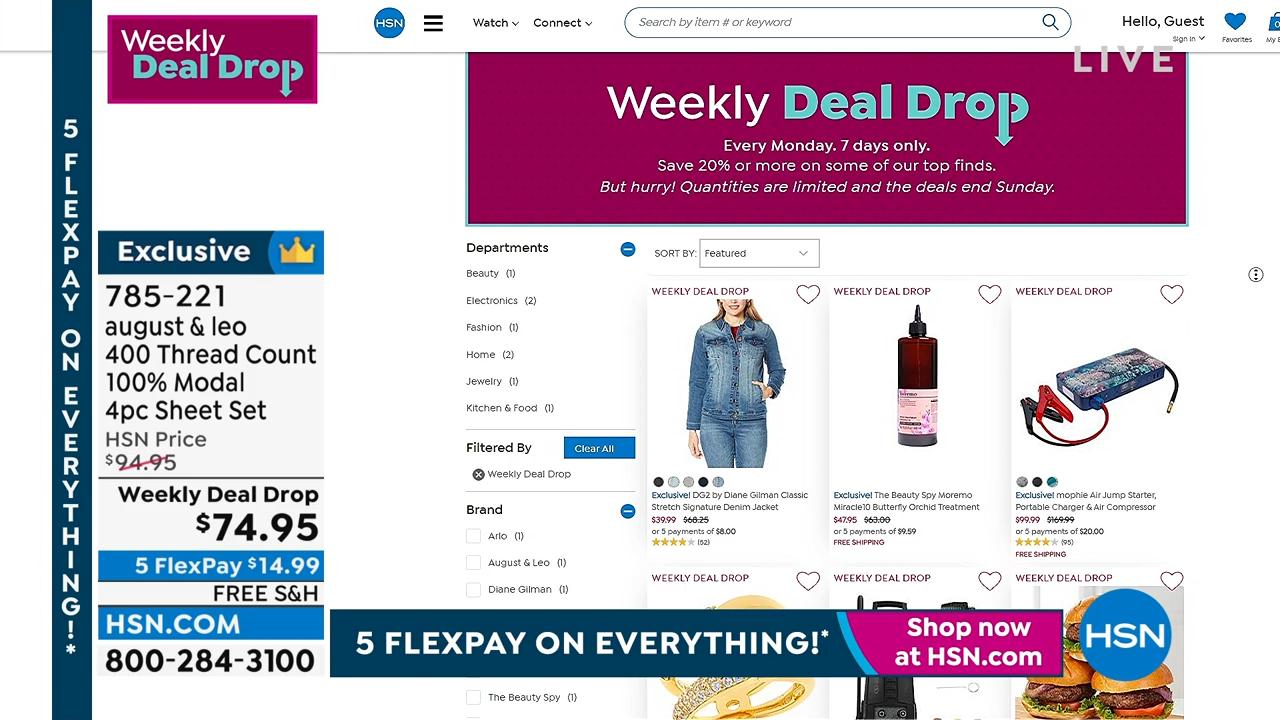 Weekly
Deal Drop
5 FLEXPAY ON EVERYTHING!*
Exclusive
785-221
august & leo
400 Thread Count
100% Modal
4pc Sheet Set
HSN Price
$94.95
Weekly Deal Drop
$74.95
5 FlexPay $14.99
FREE S&H
HSN.COM
800-284-3100
HSN
Watch
Connect
Search by item # or keyword
Hello, Guest
Sign In
Favorites
0
My B
LIVE
Weekly Deal Drop
Every Monday. 7 days only.
Save 20% or more on some of our top finds.
But hurry! Quantities are limited and the deals end Sunday.
Departments
Beauty (1)
Electronics (2)
Fashion (1)
Home (2)
Jewelry (1)
Kitchen & Food (1)
Filtered By
Clear All
Weekly Deal Drop
Brand
Arlo (1)
August & Leo (1)
Diane Gilman (1)
The Beauty Spy (1)
SORT BY: Featured
WEEKLY DEAL DROP
Exclusive! DG2 by Diane Gilman Classic
Stretch Signature Denim Jacket
$39.99 $68.25
or 5 payments of $8.00
(52)
WEEKLY DEAL DROP
Exclusive! The Beauty Spy Moremo
Miracle10 Butterfly Orchid Treatment
$47.95 $63.00
or 5 payments of $9.59
FREE SHIPPING
WEEKLY DEAL DROP
Exclusive! mophie Air Jump Starter,
Portable Charger & Air Compressor
$99.99 $169.99
or 5 payments of $20.00
(95)
FREE SHIPPING
WEEKLY DEAL DROP
WEEKLY DEAL DROP
WEEKLY DEAL DROP
5 FLEXPAY ON EVERYTHING!*
Shop now
at HSN.com
HSN